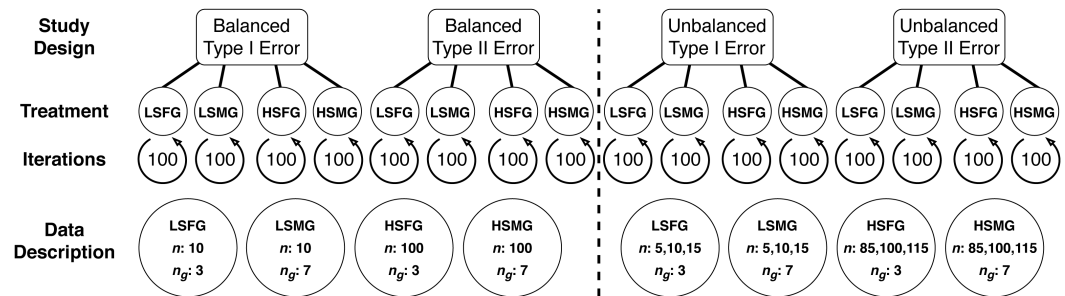 Study Design
Balanced Type I Error
Balanced Type II Error
Unbalanced Type I Error
Unbalanced Type II Error
Treatment
LSFG LSMG HSFG HSMG LSFG LSMG HSFG HSMG LSFG LSMG HSFG HSMG LSFG LSMG HSFG HSMG
Iterations
100 100 100 100 100 100 100 100 100 100 100 100 100 100 100 100
Data Description
LSFG
n: 10
ng: 3
LSMG
n: 10
ng: 7
HSFG
n: 100
ng: 3
HSMG
n: 100
ng: 7
LSFG
n: 5,10,15
ng: 3
LSMG
n: 5,10,15
ng: 7
HSFG
n: 85,100,115
ng: 3
HSMG
n: 85,100,115
ng: 7